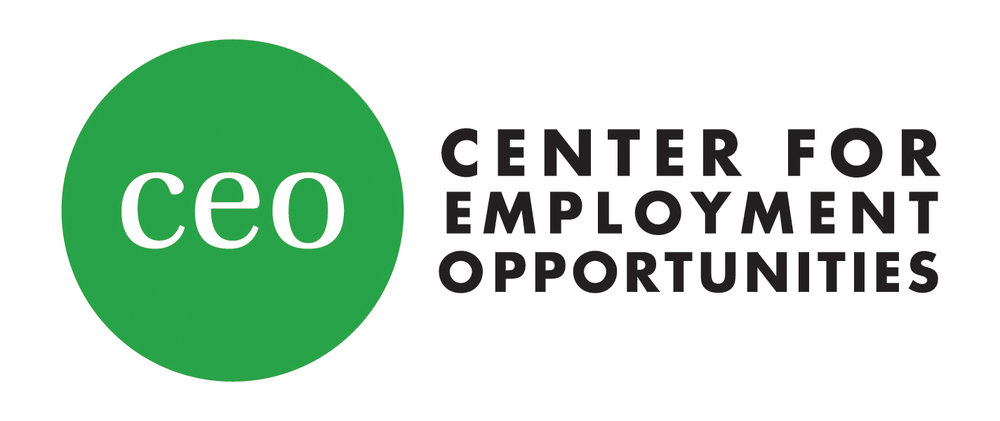 ceo
CENTER FOR
EMPLOYMENT
OPPORTUNITIES